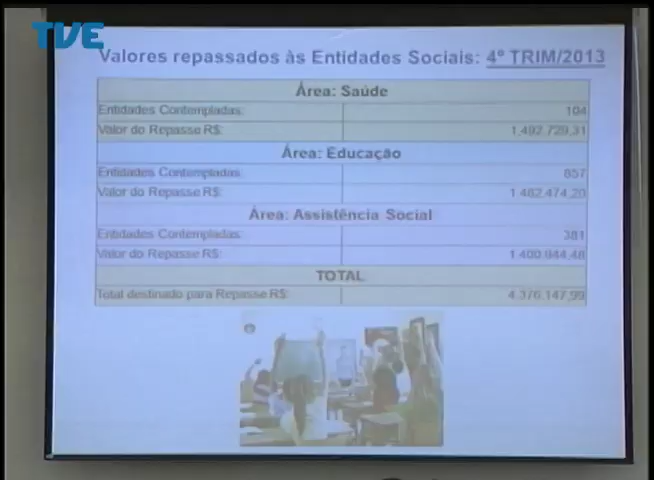 TVE
Valores repassados às Entidades Sociais: 4º TRIM/2013
Área: Saúde
Entidades Contempladas: 104
Valor do Repasse R$: 1.492.729,31
Área: Educação
Entidades Contempladas: 857
Valor do Repasse R$: 1.482.474,20
Área: Assistência Social
Entidades Contempladas: 381
Valor do Repasse R$: 1.400.944,48
TOTAL
Total destinado para Repasse R$: 4.376.147,99